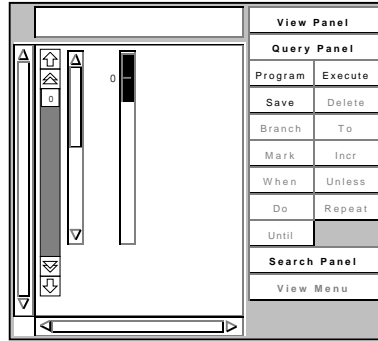 View Panel
Query Panel
Program Execute
Save Delete
Branch To
Mark Incr
When Unless
Do Repeat
Until
Search Panel
View Menu
0
0